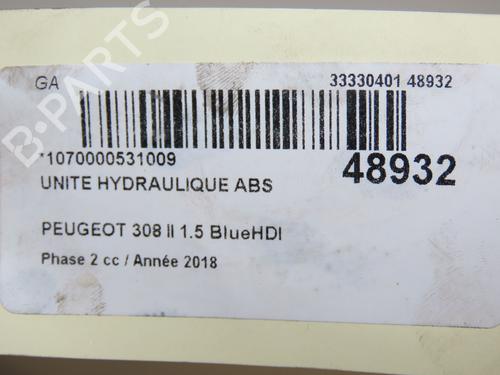 GA 33330401 48932
*1070000531009 48932
UNITE HYDRAULIQUE ABS
PEUGEOT 308 II 1.5 BlueHDI
Phase 2 cc / Année 2018
B-PARTS